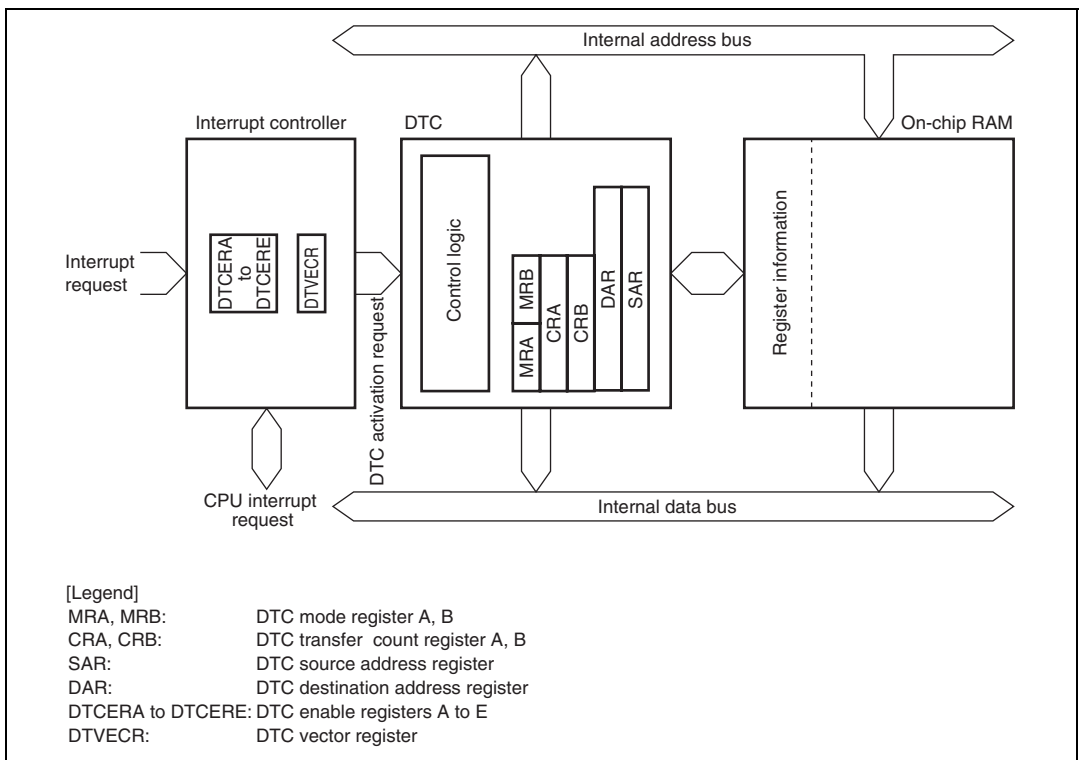 Internal address bus
Interrupt controller
DTC
On-chip RAM
Interrupt
request
DTCERA
to
DTCERE
DTVECR
DTC activation request
Control logic
MRA
MRB
CRA
CRB
DAR
SAR
Register information
CPU interrupt
request
Internal data bus
[Legend]
MRA, MRB: DTC mode register A, B
CRA, CRB: DTC transfer count register A, B
SAR: DTC source address register
DAR: DTC destination address register
DTCERA to DTCERE: DTC enable registers A to E
DTVECR: DTC vector register